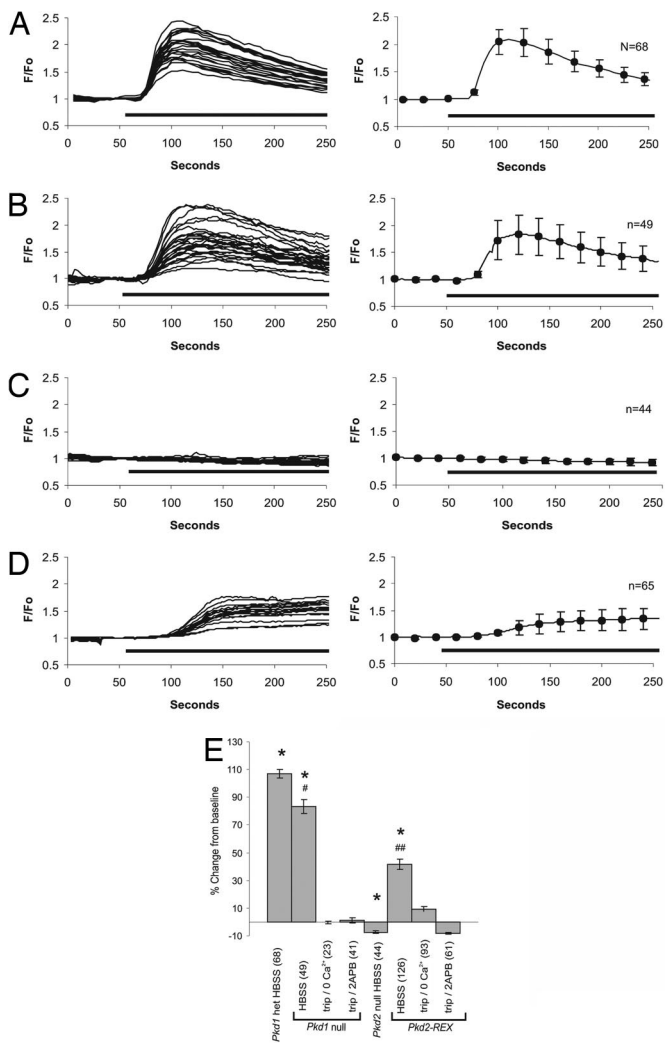 A
F/Fo
2.5
2
1.5
1
0.5
0 50 100 150 200 250
Seconds
2.5
2
1.5
1
0.5
N=68
0 50 100 150 200 250
Seconds
B
F/Fo
2.5
2
1.5
1
0.5
0 50 100 150 200 250
Seconds
2.5
2
1.5
1
0.5
n=49
0 50 100 150 200 250
Seconds
C
F/Fo
2.5
2
1.5
1
0.5
0 50 100 150 200 250
Seconds
F/Fo
2.5
2
1.5
1
0.5
n=44
0 50 100 150 200 250
Seconds
D
F/Fo
2.5
2
1.5
1
0.5
0 50 100 150 200 250
Seconds
F/Fo
2.5
2
1.5
1
0.5
n=65
0 50 100 150 200 250
Seconds
E
% Change from baseline
130
110
90
70
50
30
10
-10
*
*
#
*
*
##
Pkd1 het HBSS (68)
HBSS (49)
trip / 0 Ca²⁺ (23)
trip / 2APB (41)
Pkd2 null HBSS (44)
HBSS (126)
trip / 0 Ca²⁺ (93)
trip / 2APB (61)
Pkd1 null
Pkd2-REX